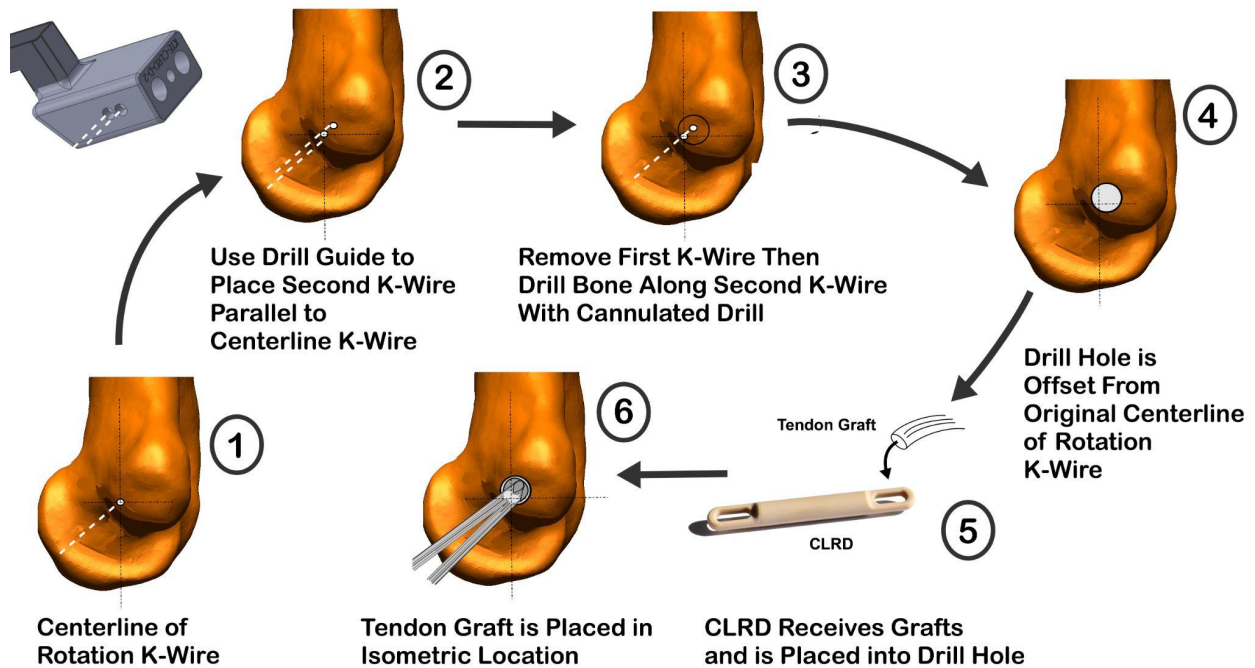 1
Centerline of
Rotation K-Wire
2
Use Drill Guide to
Place Second K-Wire
Parallel to
Centerline K-Wire
3
Remove First K-Wire Then
Drill Bone Along Second K-Wire
With Cannulated Drill
4
Drill Hole is
Offset From
Original Centerline
of Rotation
K-Wire
Tendon Graft
CLRD
5
CLRD Receives Grafts
and is Placed into Drill Hole
6
Tendon Graft is Placed in
Isometric Location